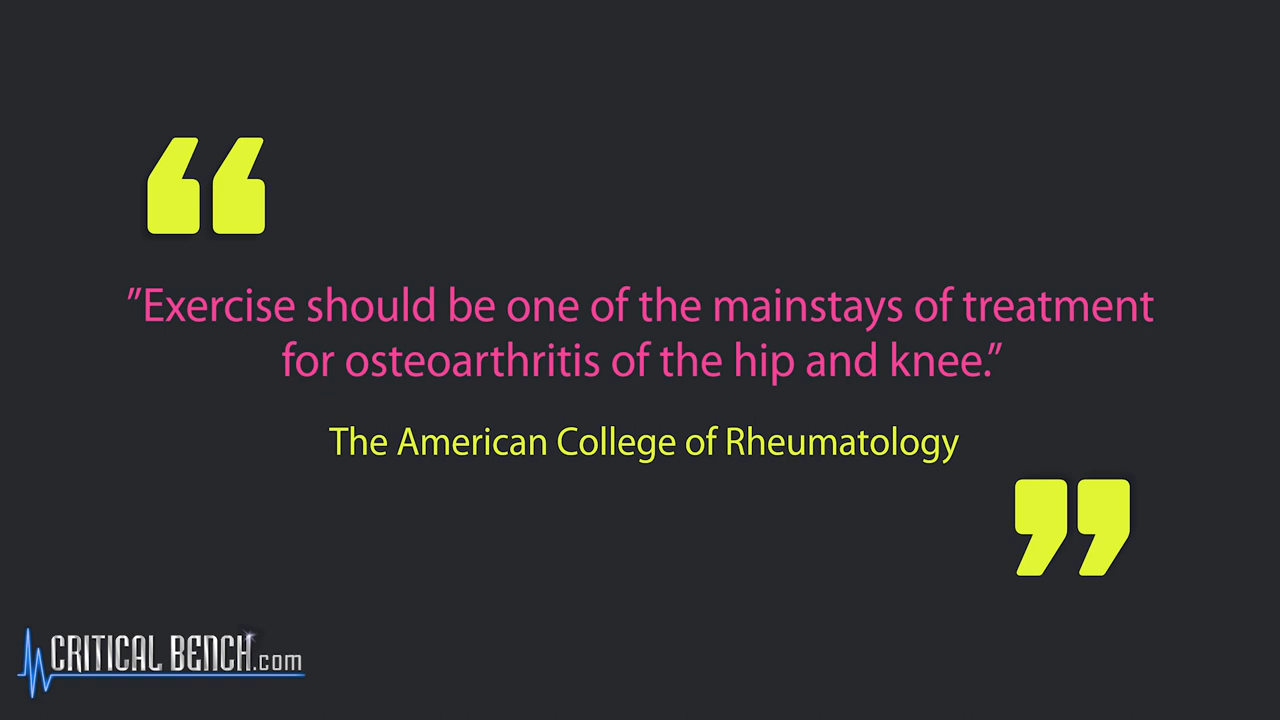 “
”Exercise should be one of the mainstays of treatment
for osteoarthritis of the hip and knee.”
The American College of Rheumatology
”
CRITICAL BENCH.com